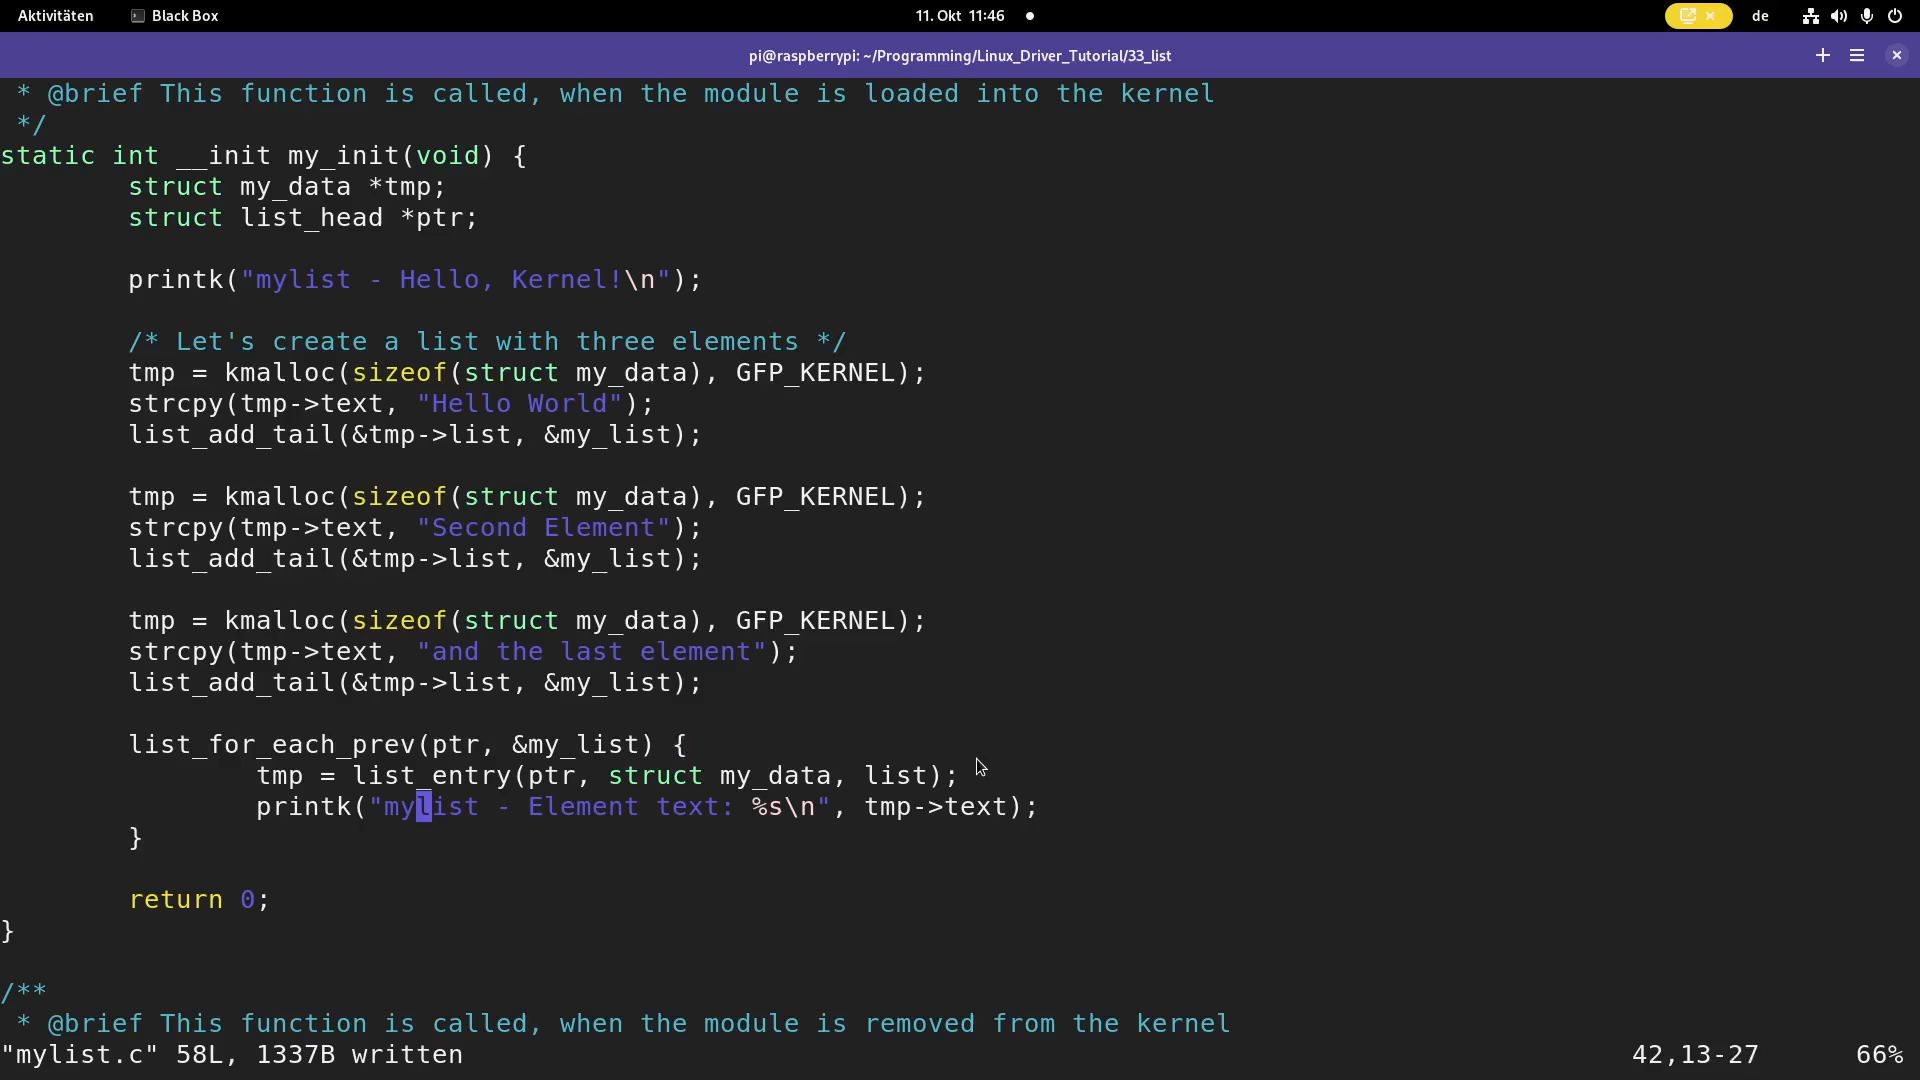 Aktivitäten Black Box 11. Okt 11:46 de
pi@raspberrypi: ~/Programming/Linux_Driver_Tutorial/33_list
 * @brief This function is called, when the module is loaded into the kernel
 */
static int __init my_init(void) {
        struct my_data *tmp;
        struct list_head *ptr;

        printk("mylist - Hello, Kernel!\n");

        /* Let's create a list with three elements */
        tmp = kmalloc(sizeof(struct my_data), GFP_KERNEL);
        strcpy(tmp->text, "Hello World");
        list_add_tail(&tmp->list, &my_list);

        tmp = kmalloc(sizeof(struct my_data), GFP_KERNEL);
        strcpy(tmp->text, "Second Element");
        list_add_tail(&tmp->list, &my_list);

        tmp = kmalloc(sizeof(struct my_data), GFP_KERNEL);
        strcpy(tmp->text, "and the last element");
        list_add_tail(&tmp->list, &my_list);

        list_for_each_prev(ptr, &my_list) {
                tmp = list_entry(ptr, struct my_data, list);
                printk("mylist - Element text: %s\n", tmp->text);
        }

        return 0;
}

/**
 * @brief This function is called, when the module is removed from the kernel
"mylist.c" 58L, 1337B written 42,13-27 66%